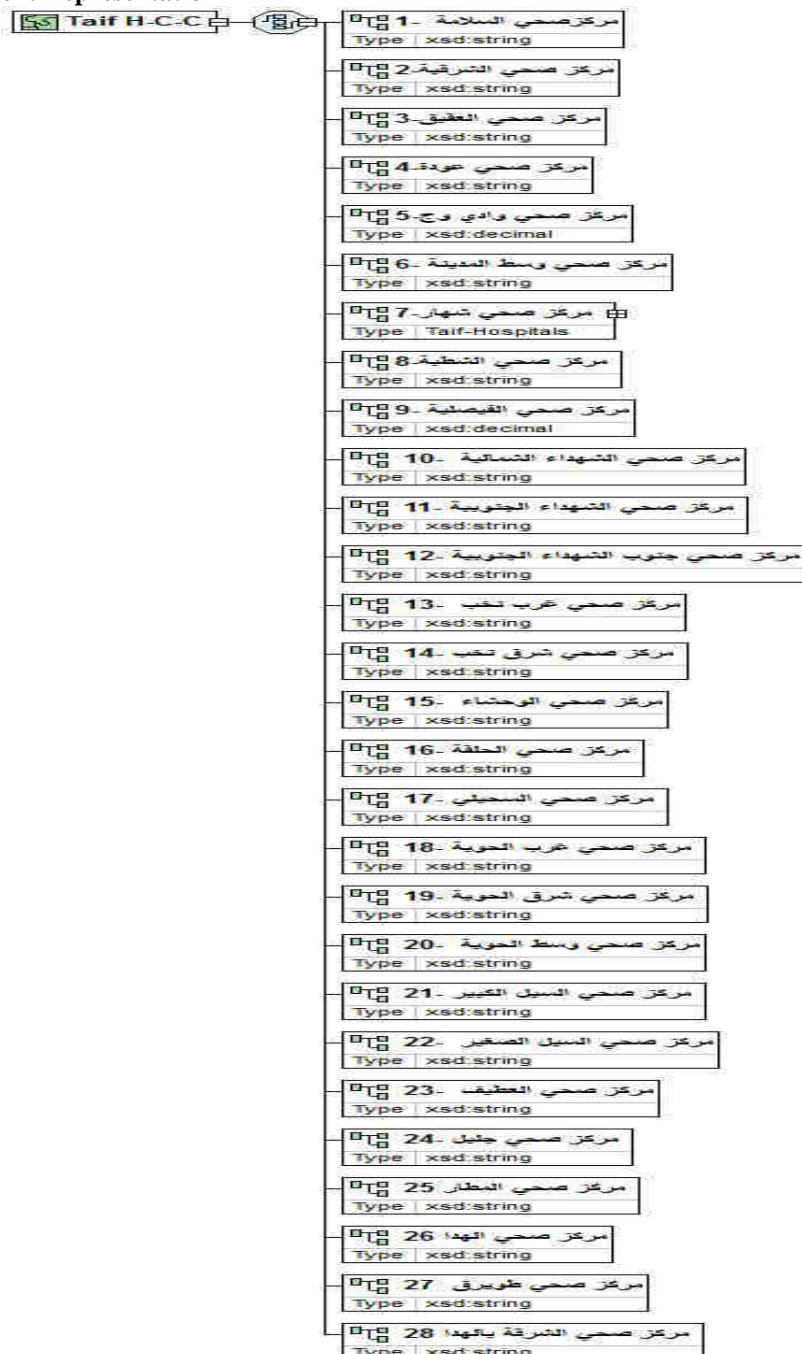 Taif H-C-C
مركزصحي السلامة -1
Type xsd:string
مركز صحي الشرقية-2
Type xsd:string
مركز صحي العقيق-3
Type xsd:string
مركز صحي عودة-4
Type xsd:string
مركز صحي وادي وج-5
Type xsd:decimal
مركز صحي وسط المدينة -6
Type xsd:string
مركز صحي شهار-7
Type Taif-Hospitals
مركز صحي الشطبة-8
Type xsd:string
مركز صحي الفيصلية -9
Type xsd:decimal
مركز صحي الشهداء الشمالية -10
Type xsd:string
مركز صحي الشهداء الجنوبية -11
Type xsd:string
مركز صحي جنوب الشهداء الجنوبية -12
Type xsd:string
مركز صحي غرب نخب -13
Type xsd:string
مركز صحي شرق نخب -14
Type xsd:string
مركز صحي الوحشاء -15
Type xsd:string
مركز صحي الحلقة -16
Type xsd:string
مركز صحي السحيلي -17
Type xsd:string
مركز صحي غرب الحوية -18
Type xsd:string
مركز صحي شرق الحوية -19
Type xsd:string
مركز صحي وسط الحوية -20
Type xsd:string
مركز صحي السيل الكبير -21
Type xsd:string
مركز صحي السيل الصغير -22
Type xsd:string
مركز صحي العطيف -23
Type xsd:string
مركز صحي جليل -24
Type xsd:string
مركز صحي المطار 25
Type xsd:string
مركز صحي الهدا 26
Type xsd:string
مركز صحي طويرق 27
Type xsd:string
مركز صحي الشرقة بالهدا 28
Type xsd:string